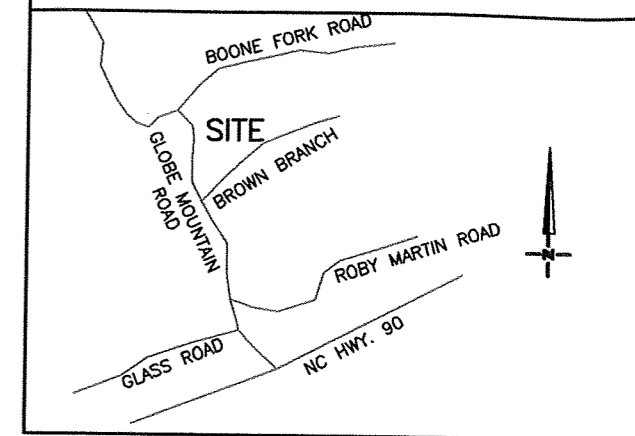 BOONE FORK ROAD
SITE
GLOBE MOUNTAIN
ROAD
BROWN BRANCH
ROBY MARTIN ROAD
N
NC HWY. 90
GLASS ROAD